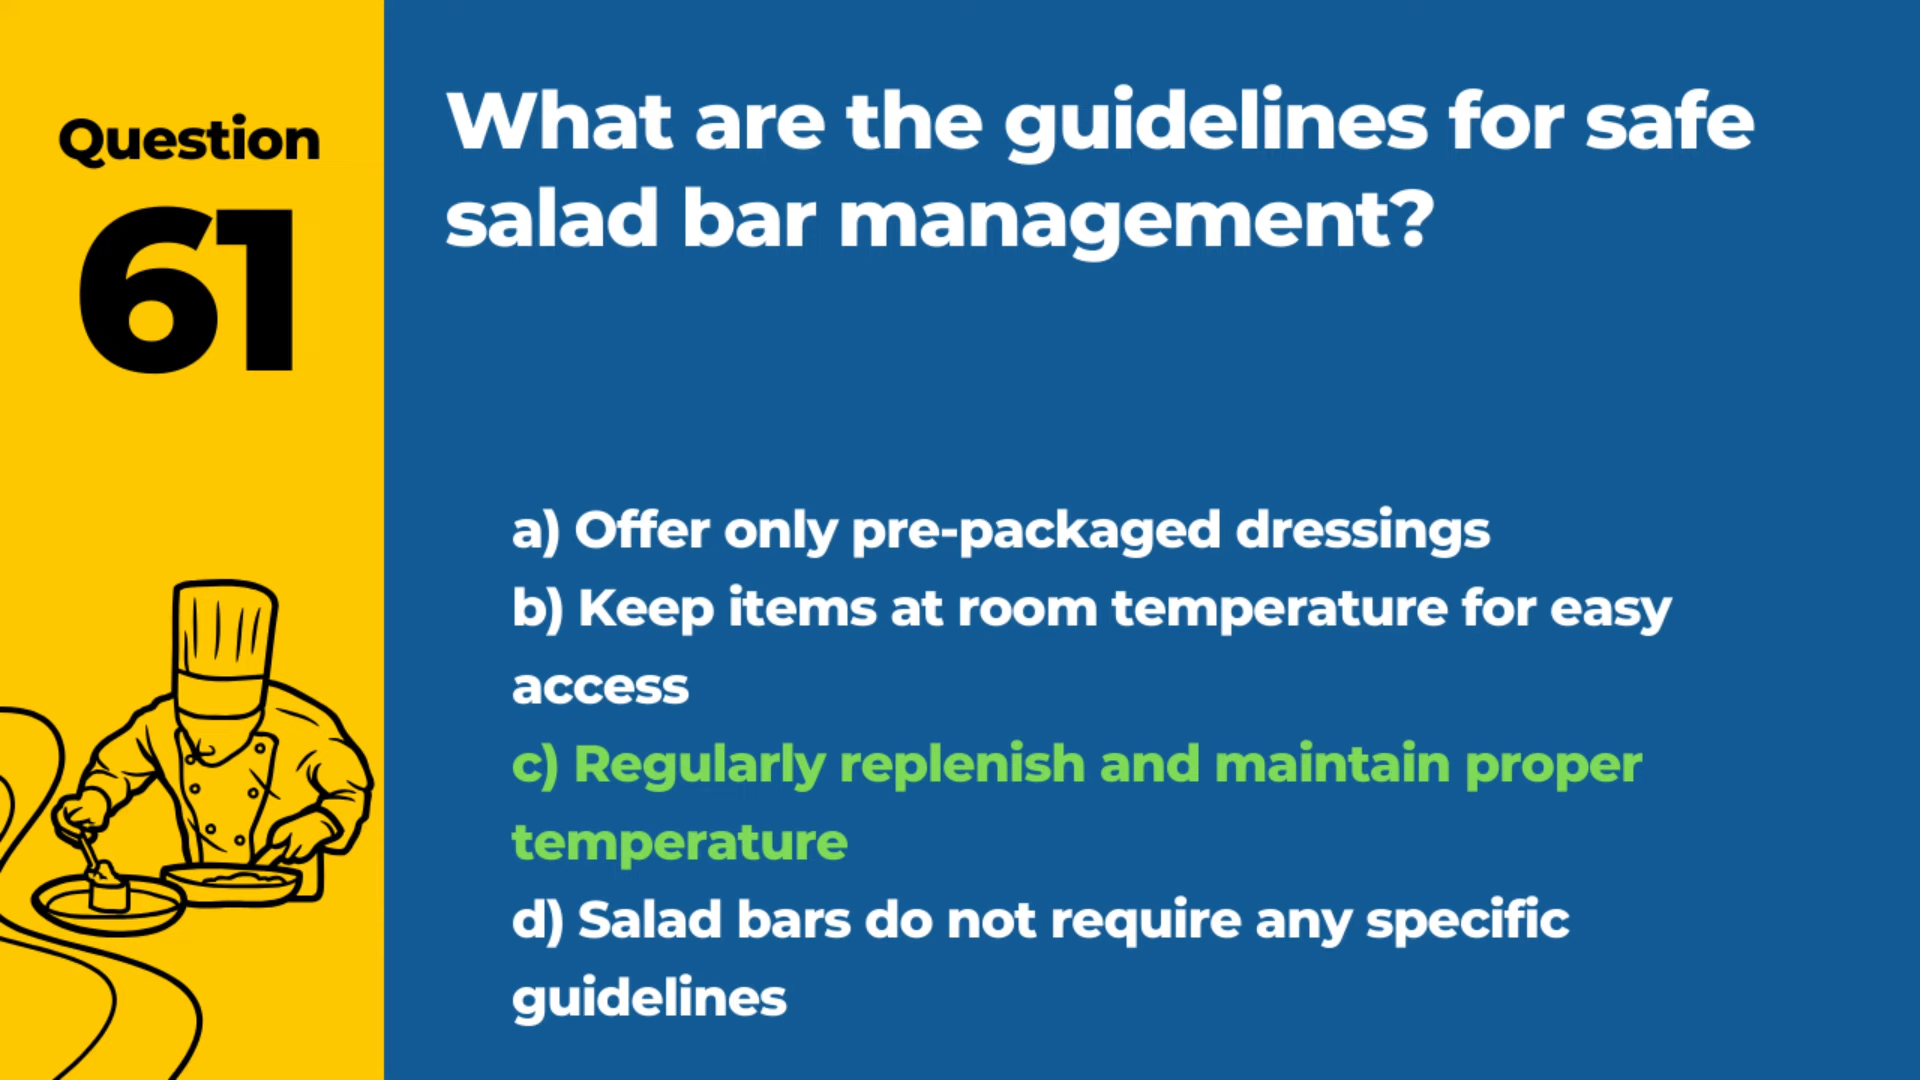 Question
61
What are the guidelines for safe
salad bar management?
a) Offer only pre-packaged dressings
b) Keep items at room temperature for easy
access
c) Regularly replenish and maintain proper
temperature
d) Salad bars do not require any specific
guidelines